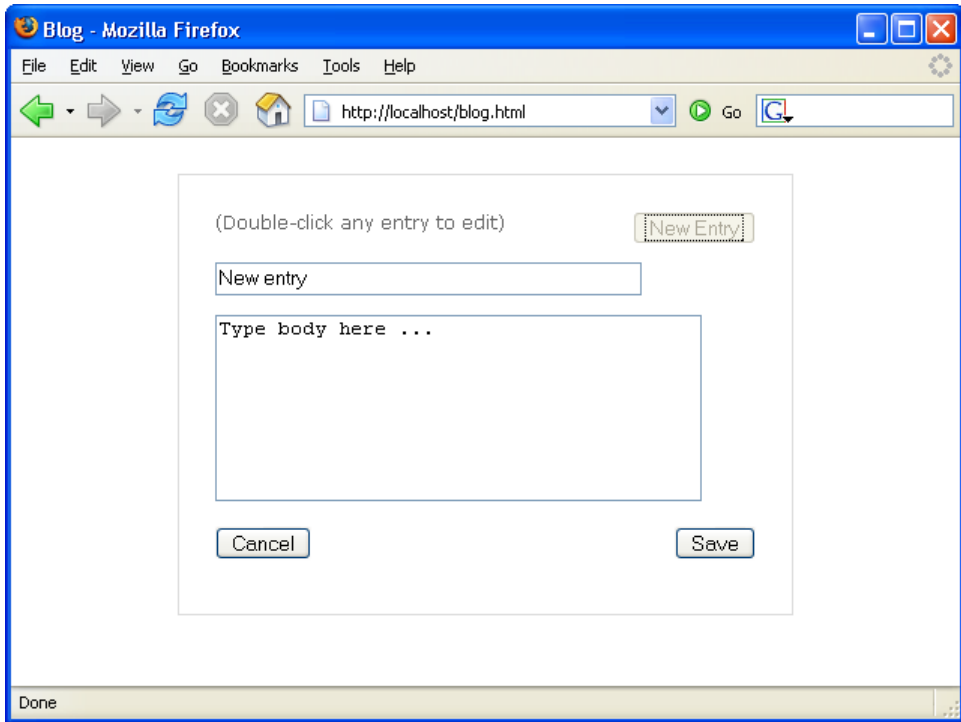 Blog - Mozilla Firefox
File Edit View Go Bookmarks Tools Help
http://localhost/blog.html Go G
(Double-click any entry to edit) New Entry
New entry
Type body here ...
Cancel Save
Done